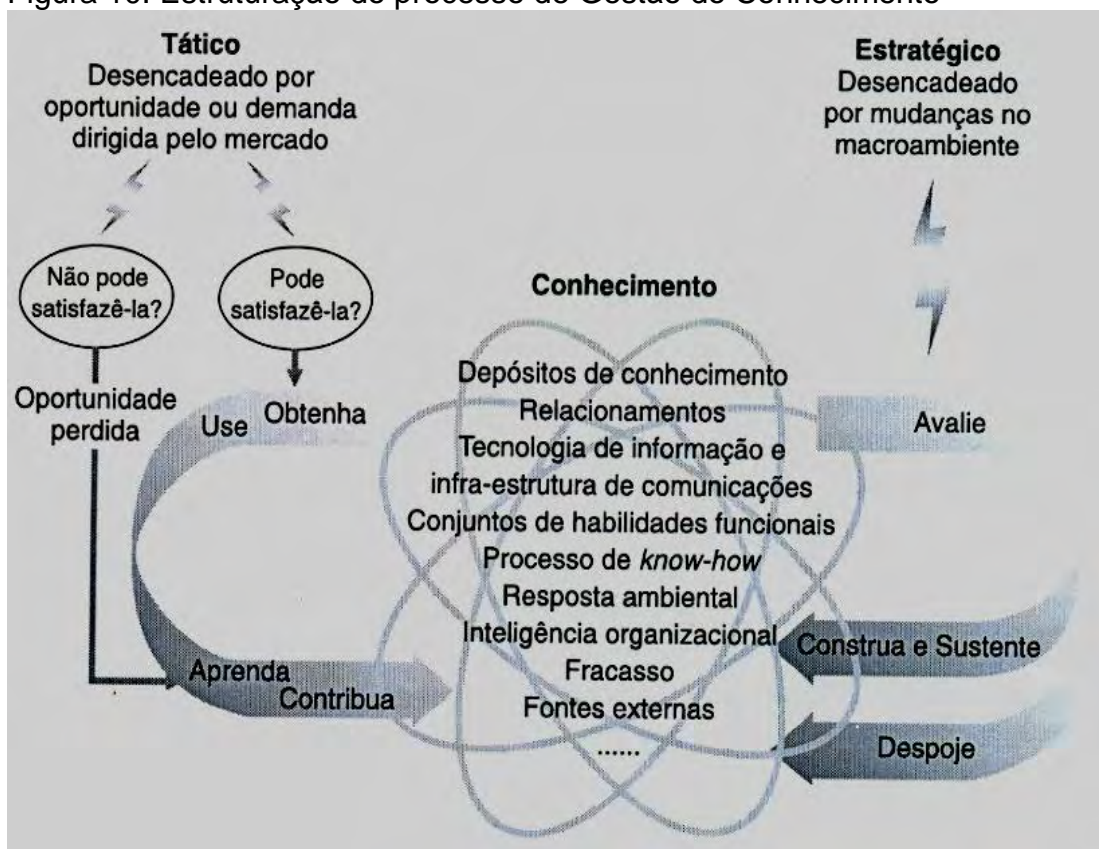 Figura 10: Estruturação do processo de Gestão do Conhecimento
Tático
Desencadeado por
oportunidade ou demanda
dirigida pelo mercado
Não pode
satisfazê-la?
Pode
satisfazê-la?
Oportunidade
perdida
Use
Obtenha
Aprenda
Contribua
Conhecimento
Depósitos de conhecimento
Relacionamentos
Tecnologia de informação e
infra-estrutura de comunicações
Conjuntos de habilidades funcionais
Processo de know-how
Resposta ambiental
Inteligência organizacional
Fracasso
Fontes externas
......
Estratégico
Desencadeado
por mudanças no
macroambiente
Avalie
Construa e Sustente
Despoje